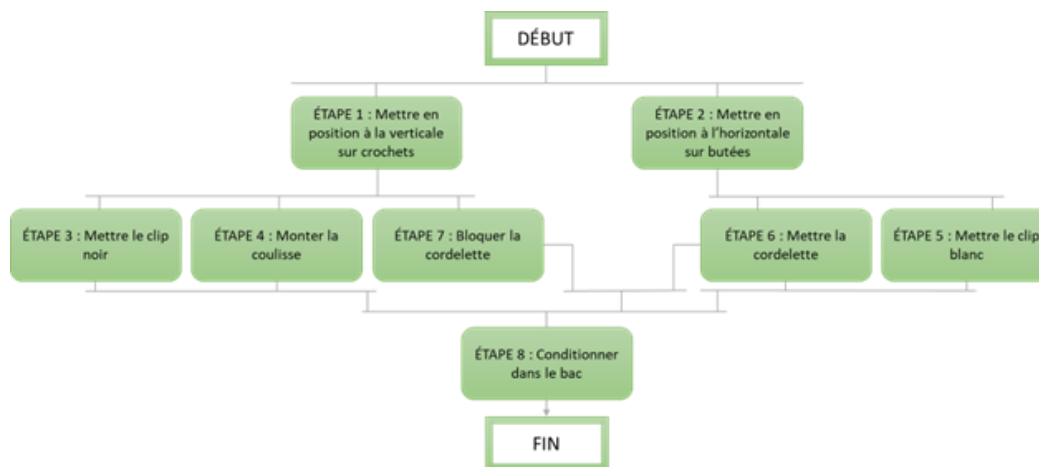 DÉBUT
ÉTAPE 1 : Mettre en
position à la verticale
sur crochets
ÉTAPE 2 : Mettre en
position à l’horizontale
sur butées
ÉTAPE 3 : Mettre le clip
noir
ÉTAPE 4 : Monter la
coulisse
ÉTAPE 7 : Bloquer la
cordelette
ÉTAPE 6 : Mettre la
cordelette
ÉTAPE 5 : Mettre le clip
blanc
ÉTAPE 8 : Conditionner
dans le bac
FIN